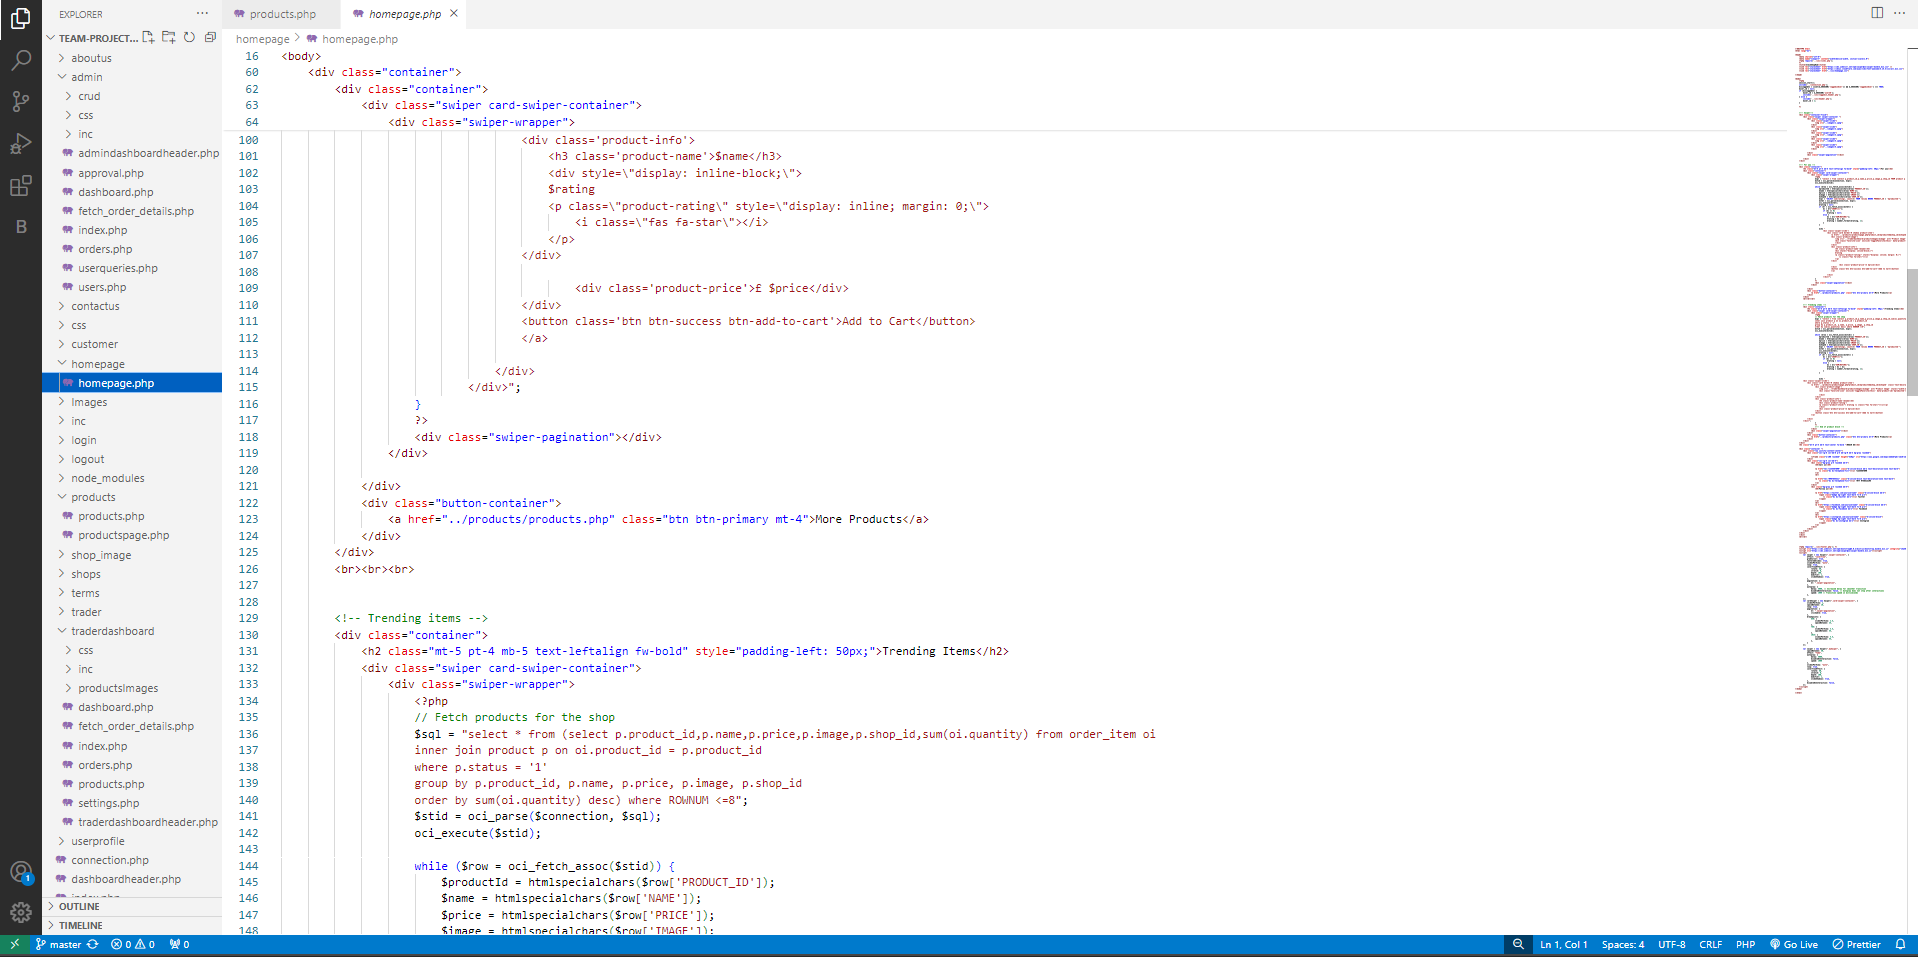 EXPLORER
TEAM-PROJECT...
aboutus
admin
crud
css
inc
admindashboardheader.php
approval.php
dashboard.php
fetch_order_details.php
index.php
orders.php
userqueries.php
users.php
contactus
css
customer
homepage
homepage.php
Images
inc
login
logout
node_modules
products
products.php
productspage.php
shop_image
shops
terms
trader
traderdashboard
css
inc
productsImages
dashboard.php
fetch_order_details.php
index.php
orders.php
products.php
settings.php
traderdashboardheader.php
userprofile
connection.php
dashboardheader.php
index.php
OUTLINE
TIMELINE
products.php
homepage.php
homepage > homepage.php
16 <body>
60 <div class="container">
62 <div class="container">
63 <div class="swiper card-swiper-container">
64 <div class="swiper-wrapper">
100 <div class='product-info'>
101 <h3 class='product-name'>$name</h3>
102 <div style=\"display: inline-block;\">
103 $rating
104 <p class=\"product-rating\" style=\"display: inline; margin: 0;\">
105 <i class=\"fas fa-star\"></i>
106 </p>
107 </div>
108
109 <div class='product-price'>£ $price</div>
110 </div>
111 <button class='btn btn-success btn-add-to-cart'>Add to Cart</button>
112 </a>
113
114 </div>
115 </div>";
116 }
117 ?>
118 <div class="swiper-pagination"></div>
119 </div>
120
121 </div>
122 <div class="button-container">
123 <a href="../products/products.php" class="btn btn-primary mt-4">More Products</a>
124 </div>
125 </div>
126 <br><br><br>
127
128
129 <!-- Trending items -->
130 <div class="container">
131 <h2 class="mt-5 pt-4 mb-5 text-leftalign fw-bold" style="padding-left: 50px;">Trending Items</h2>
132 <div class="swiper card-swiper-container">
133 <div class="swiper-wrapper">
134 <?php
135 // Fetch products for the shop
136 $sql = "select * from (select p.product_id,p.name,p.price,p.image,p.shop_id,sum(oi.quantity) from order_item oi
137 inner join product p on oi.product_id = p.product_id
138 where p.status = '1'
139 group by p.product_id, p.name, p.price, p.image, p.shop_id
140 order by sum(oi.quantity) desc) where ROWNUM <=8";
141 $stid = oci_parse($connection, $sql);
142 oci_execute($stid);
143
144 while ($row = oci_fetch_assoc($stid)) {
145 $productId = htmlspecialchars($row['PRODUCT_ID']);
146 $name = htmlspecialchars($row['NAME']);
147 $price = htmlspecialchars($row['PRICE']);
148 $image = htmlspecialchars($row['IMAGE']);
B
1
master 0 0 0
Ln 1, Col 1 Spaces: 4 UTF-8 CRLF PHP Go Live Prettier